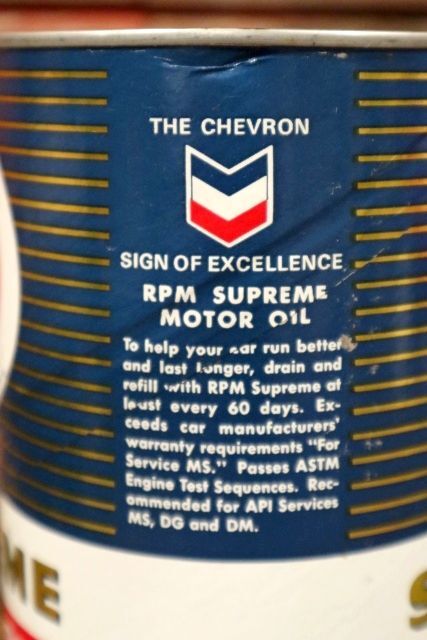 THE CHEVRON
SIGN OF EXCELLENCE
RPM SUPREME
MOTOR OIL
To help your car run better
and last longer, drain and
refill with RPM Supreme at
least every 60 days. Ex-
ceeds car manufacturers'
warranty requirements "For
Service MS." Passes ASTM
Engine Test Sequences. Rec-
ommended for API Services
MS, DG and DM.
ME
S